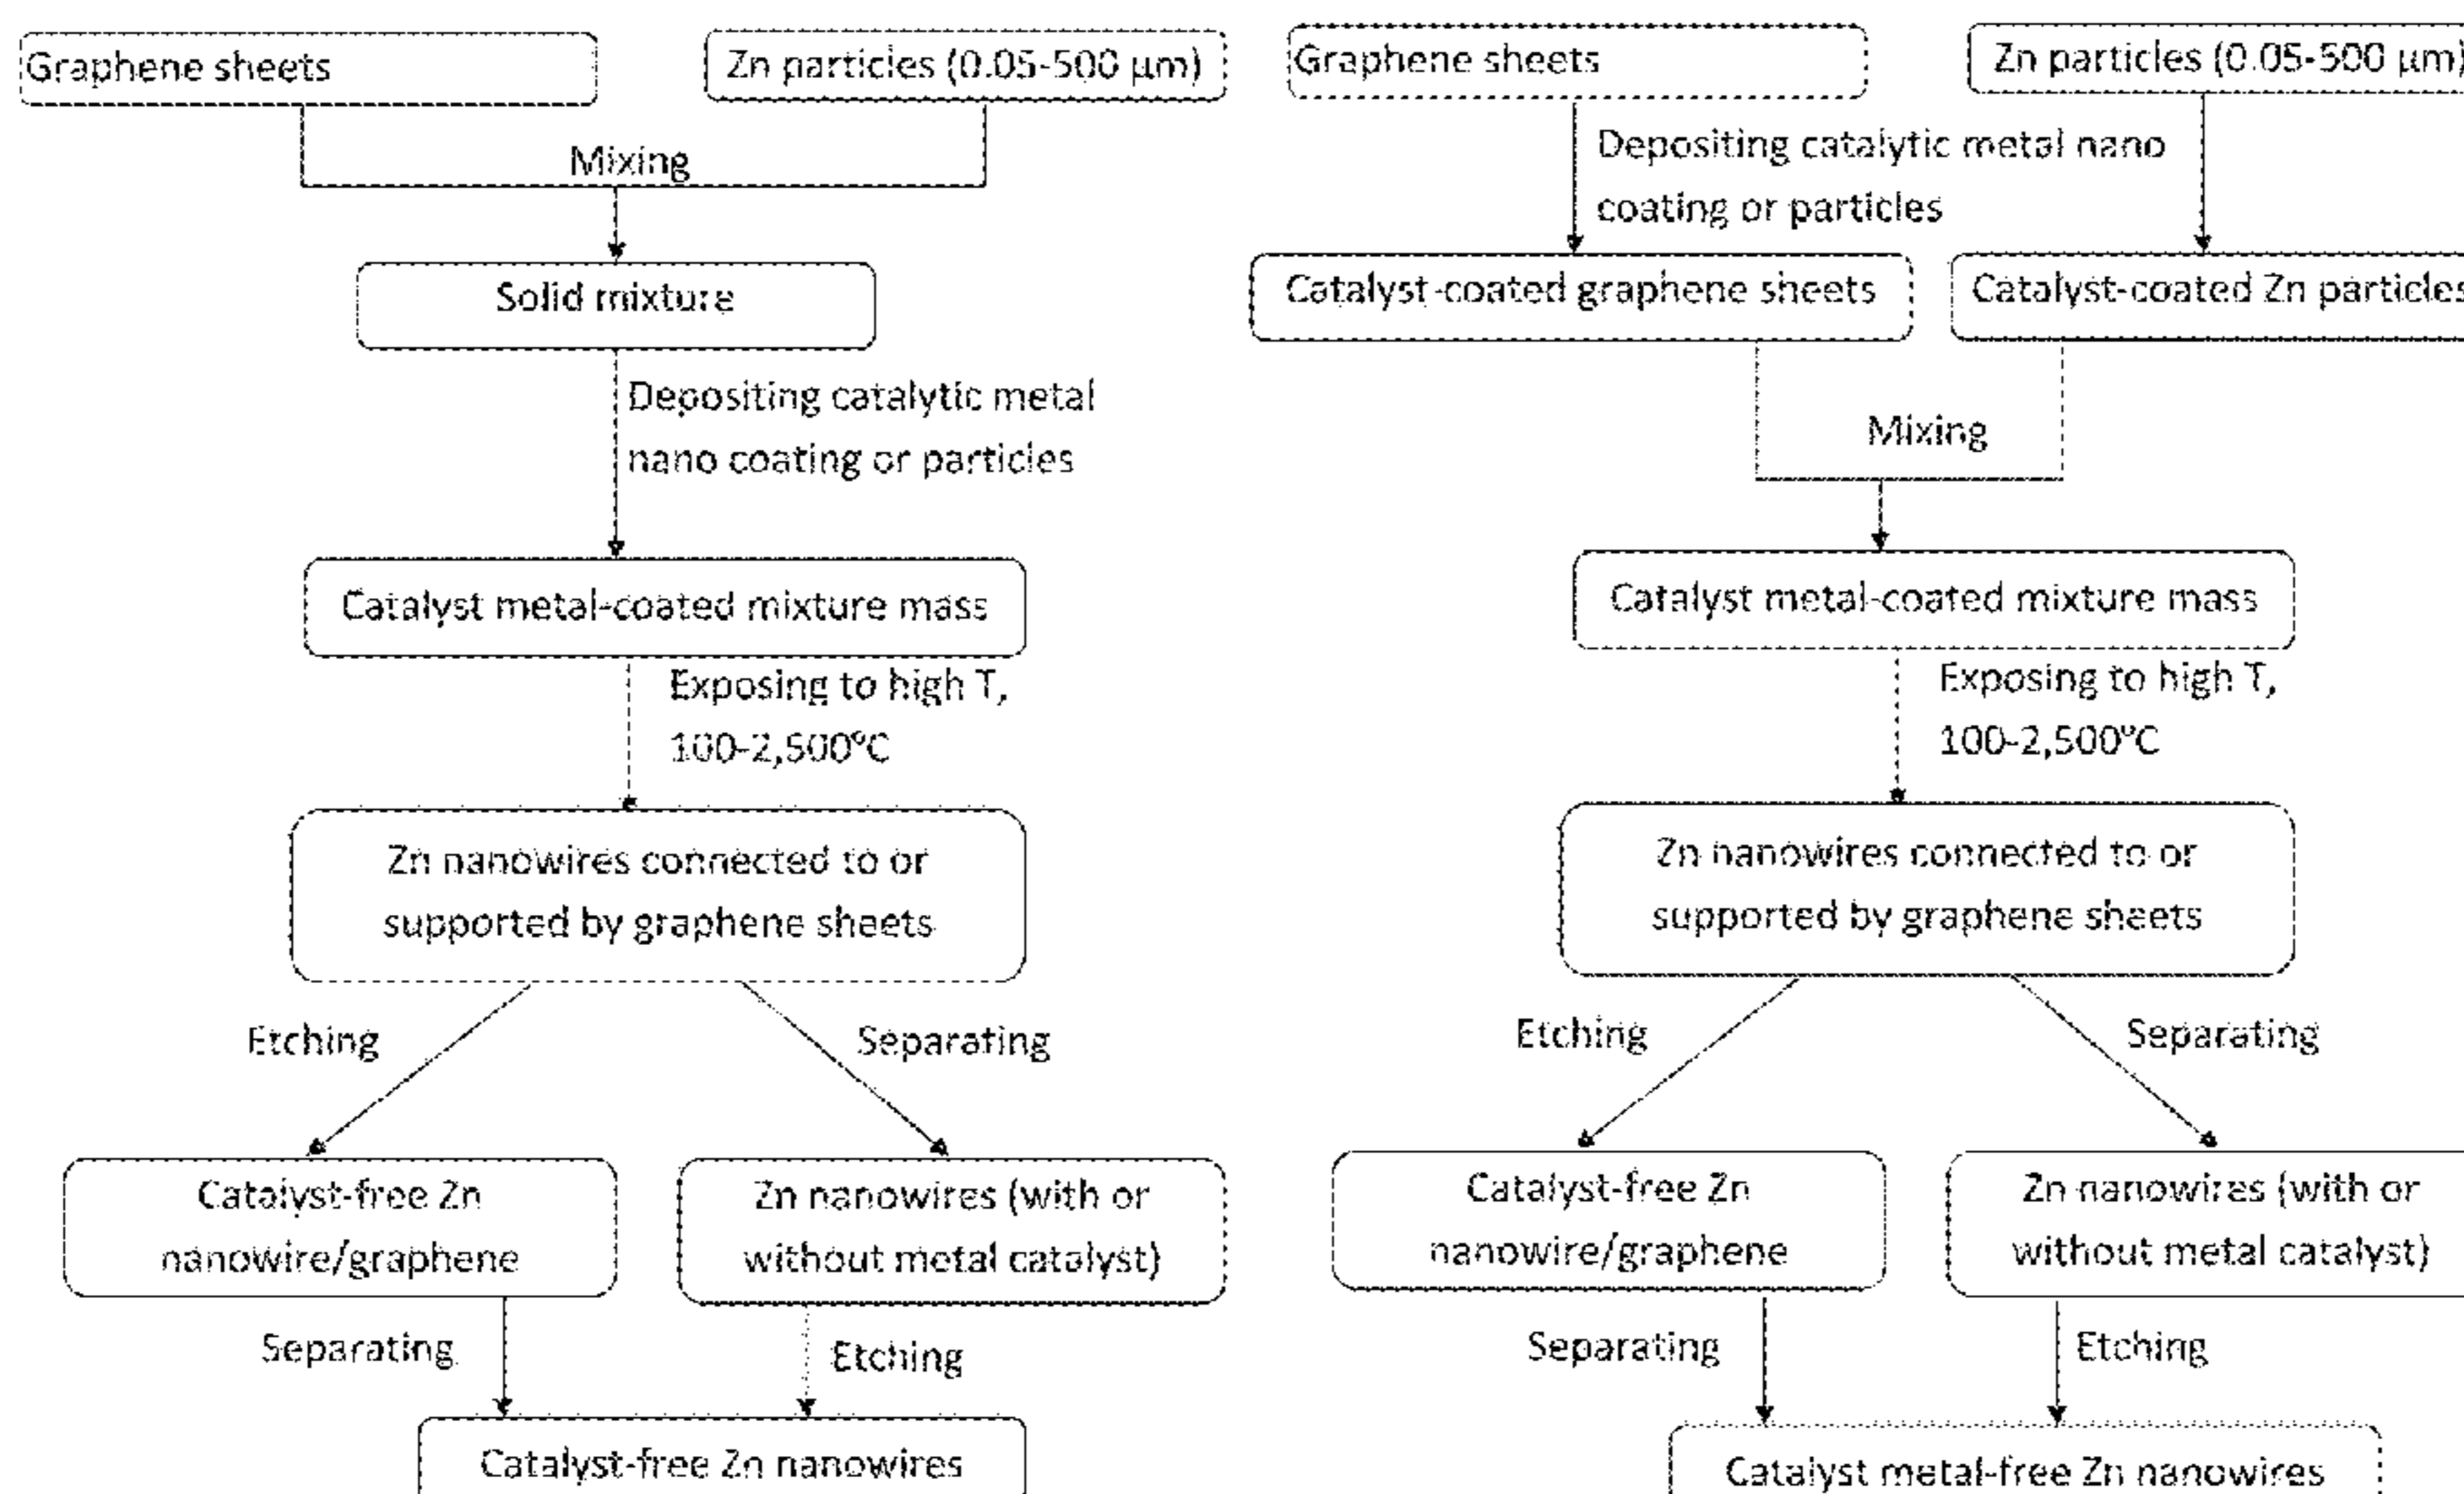 Graphene sheets
Zn particles (0.05-500 μm)
Mixing
Solid mixture
Depositing catalytic metal
nano coating or particles
Catalyst metal-coated mixture mass
Exposing to high T,
100-2,500ºC
Zn nanowires connected to or
supported by graphene sheets
Etching
Separating
Catalyst-free Zn
nanowire/graphene
Zn nanowires (with or
without metal catalyst)
Separating
Etching
Catalyst-free Zn nanowires
Graphene sheets
Zn particles (0.05-500 μm)
Depositing catalytic metal nano
coating or particles
Catalyst-coated graphene sheets
Catalyst-coated Zn particles
Mixing
Catalyst metal-coated mixture mass
Exposing to high T,
100-2,500ºC
Zn nanowires connected to or
supported by graphene sheets
Etching
Separating
Catalyst-free Zn
nanowire/graphene
Zn nanowires (with or
without metal catalyst)
Separating
Etching
Catalyst metal-free Zn nanowires